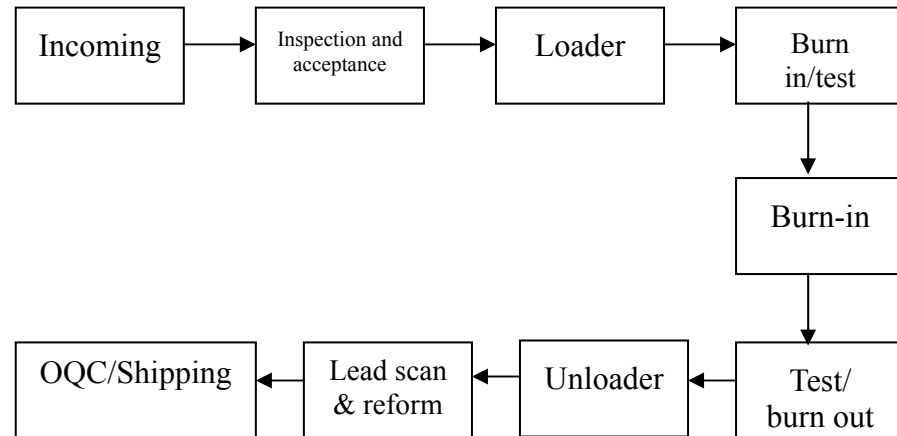 Incoming
Inspection and
acceptance
Loader
Burn
in/test
Burn-in
Test/
burn out
Unloader
Lead scan
& reform
OQC/Shipping